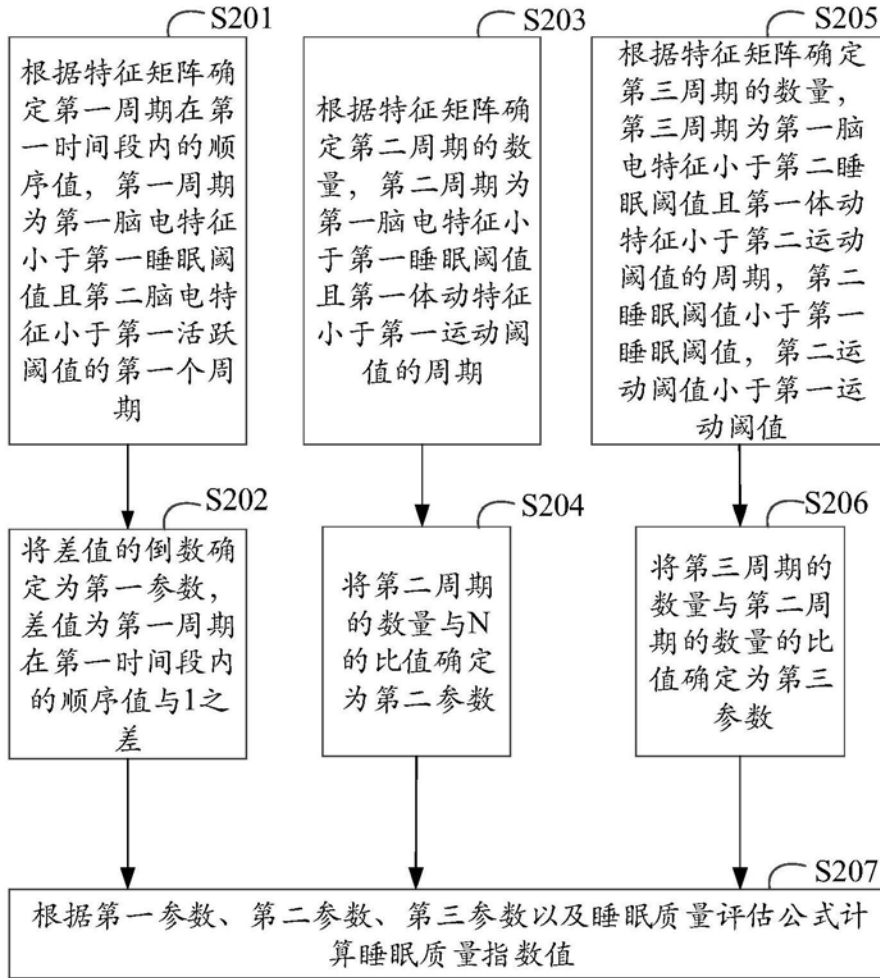 S201
根据特征矩阵确
定第一周期在第
一时间段内的顺
序值，第一周期
为第一脑电特征
小于第一睡眠阈
值且第二脑电特
征小于第一活跃
阈值的第一个周
期
S203
根据特征矩阵确
定第二周期的数
量，第二周期为
第一脑电特征小
于第一睡眠阈值
且第一体动特征
小于第一运动阈
值的周期
S205
根据特征矩阵确定
第三周期的数量，
第三周期为第一脑
电特征小于第二睡
眠阈值且第一体动
特征小于第二运动
阈值的周期，第二
睡眠阈值小于第一
睡眠阈值，第二运
动阈值小于第一运
动阈值
S202
将差值的倒数确
定为第一参数，
差值为第一周期
在第一时间段内
的顺序值与1之
差
S204
将第二周期
的数量与N
的比值确定
为第二参数
S206
将第三周期的
数量与第二周
期的数量的比
值确定为第三
参数
S207
根据第一参数、第二参数、第三参数以及睡眠质量评估公式计
算睡眠质量指数值